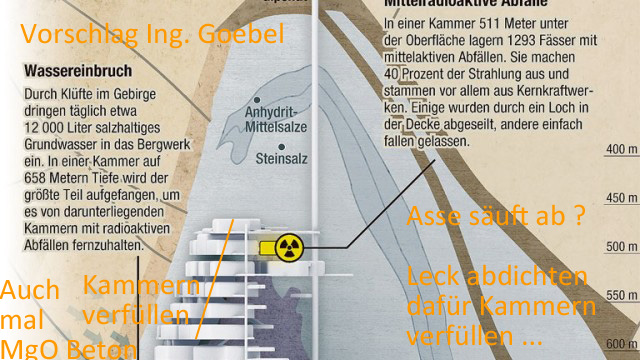 Mittelradioaktive Abfälle
Vorschlag Ing. Goebel
In einer Kammer 511 Meter unter
der Oberfläche lagern 1293 Fässer mit
mittelaktiven Abfällen. Sie machen
40 Prozent der Strahlung aus und
stammen vor allem aus Kernkraftwer-
ken. Einige wurden durch ein Loch in
der Decke abgeseilt, andere einfach
fallen gelassen.
Wassereinbruch
Durch Klüfte im Gebirge
dringen täglich etwa
12 000 Liter salzhaltiges
Grundwasser in das Bergwerk
ein. In einer Kammer auf
658 Metern Tiefe wird der
größte Teil aufgefangen, um
es von darunterliegenden
Kammern mit radioaktiven
Abfällen fernzuhalten.
Anhydrit-
Mittelsalze
Steinsalz
400 m
450 m
500 m
550 m
600 m
Asse säuft ab ?
Leck abdichten
dafür Kammern
verfüllen ...
Kammern
verfüllen
Auch
mal
MgO Beton